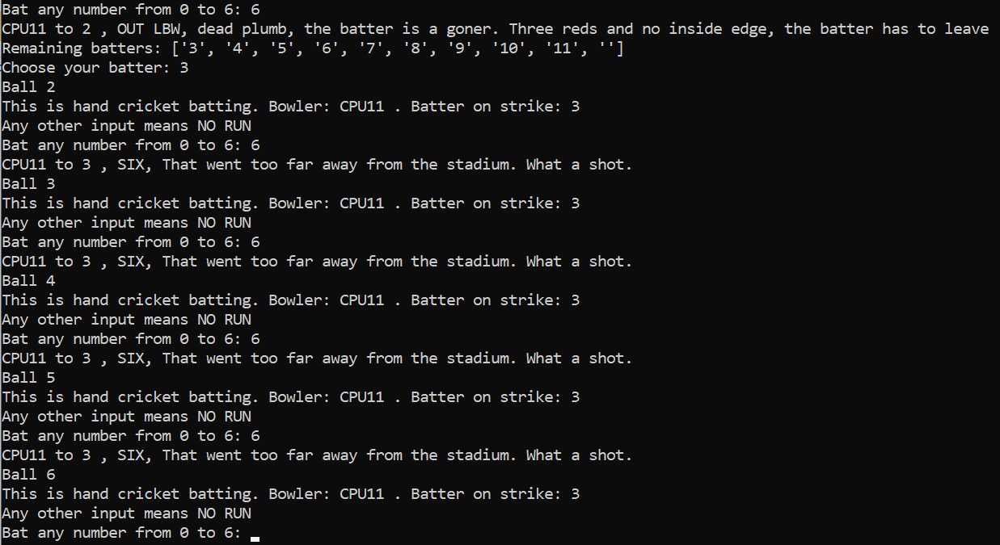 Bat any number from 0 to 6: 6
CPU11 to 2 , OUT LBW, dead plumb, the batter is a goner. Three reds and no inside edge, the batter has to leave
Remaining batters: ['3', '4', '5', '6', '7', '8', '9', '10', '11', '']
Choose your batter: 3
Ball 2
This is hand cricket batting. Bowler: CPU11 . Batter on strike: 3
Any other input means NO RUN
Bat any number from 0 to 6: 6
CPU11 to 3 , SIX, That went too far away from the stadium. What a shot.
Ball 3
This is hand cricket batting. Bowler: CPU11 . Batter on strike: 3
Any other input means NO RUN
Bat any number from 0 to 6: 6
CPU11 to 3 , SIX, That went too far away from the stadium. What a shot.
Ball 4
This is hand cricket batting. Bowler: CPU11 . Batter on strike: 3
Any other input means NO RUN
Bat any number from 0 to 6: 6
CPU11 to 3 , SIX, That went too far away from the stadium. What a shot.
Ball 5
This is hand cricket batting. Bowler: CPU11 . Batter on strike: 3
Any other input means NO RUN
Bat any number from 0 to 6: 6
CPU11 to 3 , SIX, That went too far away from the stadium. What a shot.
Ball 6
This is hand cricket batting. Bowler: CPU11 . Batter on strike: 3
Any other input means NO RUN
Bat any number from 0 to 6: